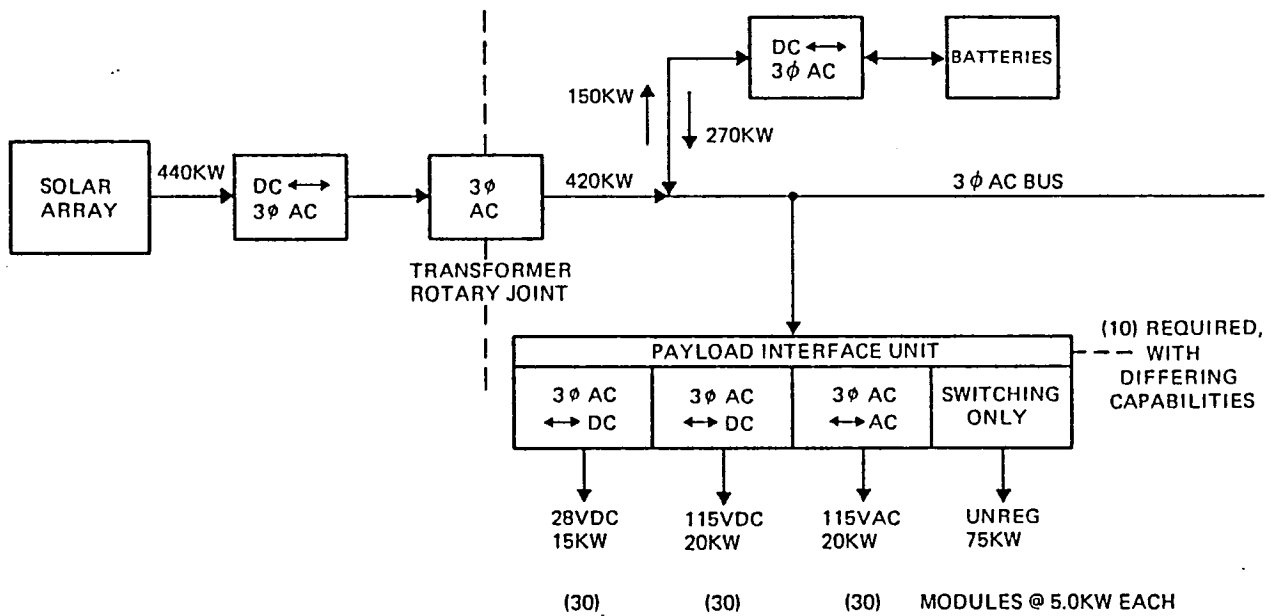 DC ↔
3φ AC
BATTERIES
150KW
270KW
SOLAR
ARRAY
440KW
DC ↔
3φ AC
3φ
AC
420KW
3φ AC BUS
TRANSFORMER
ROTARY JOINT
PAYLOAD INTERFACE UNIT
3φ AC
↔ DC
3φ AC
↔ DC
3φ AC
↔ AC
SWITCHING
ONLY
(10) REQUIRED,
WITH
DIFFERING
CAPABILITIES
28VDC
15KW
115VDC
20KW
115VAC
20KW
UNREG
75KW
(30) (30) (30) MODULES @ 5.0KW EACH